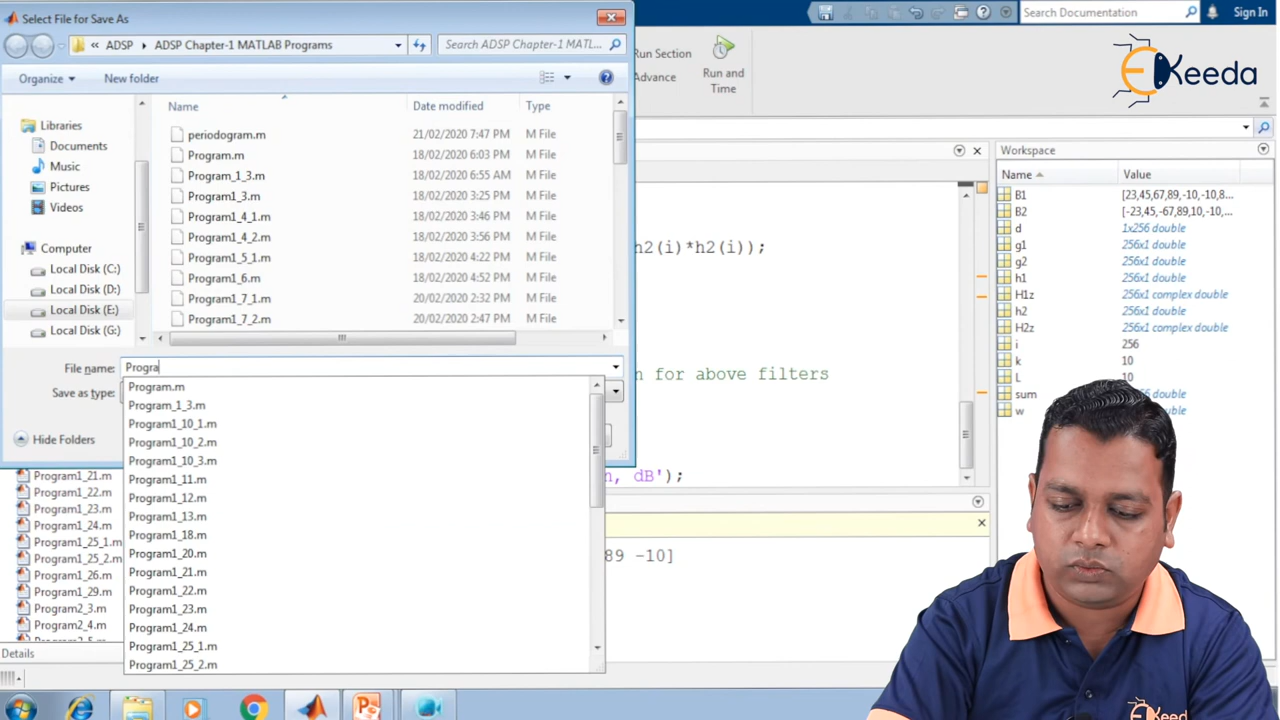 Select File for Save As
Search Documentation
Sign In
« ADSP ▸ ADSP Chapter-1 MATLAB Programs
Search ADSP Chapter-1 MATL...
Run Section
Advance
Run and
Time
EKeeda
Organize
New folder
Name
Date modified
Type
Libraries
Documents
Music
Pictures
Videos
Computer
Local Disk (C:)
Local Disk (D:)
Local Disk (E:)
Local Disk (G:)
periodogram.m 21/02/2020 7:47 PM M File
Program.m 18/02/2020 6:03 PM M File
Program_1_3.m 18/02/2020 6:55 AM M File
Program1_3.m 18/02/2020 3:25 PM M File
Program1_4_1.m 18/02/2020 3:46 PM M File
Program1_4_2.m 18/02/2020 3:56 PM M File
Program1_5_1.m 18/02/2020 4:22 PM M File
Program1_6.m 18/02/2020 4:52 PM M File
Program1_7_1.m 20/02/2020 2:32 PM M File
Program1_7_2.m 20/02/2020 2:47 PM M File
File name: Progra
Save as type:
Hide Folders
Program.m
Program_1_3.m
Program1_10_1.m
Program1_10_2.m
Program1_10_3.m
Program1_11.m
Program1_12.m
Program1_13.m
Program1_18.m
Program1_20.m
Program1_21.m
Program1_22.m
Program1_23.m
Program1_24.m
Program1_25_1.m
Program1_25_2.m
Program1_21.m
Program1_22.m
Program1_23.m
Program1_24.m
Program1_25_1.m
Program1_25_2.m
Program1_26.m
Program1_29.m
Program2_3.m
Program2_4.m
Details
h2(i)*h2(i));
n for above filters
n, dB');
89 -10]
Workspace
Name Value
B1 [23,45,67,89,-10,-10,8...
B2 [-23,45,-67,89,10,-10,...
d 1x256 double
g1 256x1 double
g2 256x1 double
h1 256x1 double
H1z 256x1 complex double
h2 256x1 double
H2z 256x1 complex double
i 256
k 10
L 10
sum double
w
EKeeda